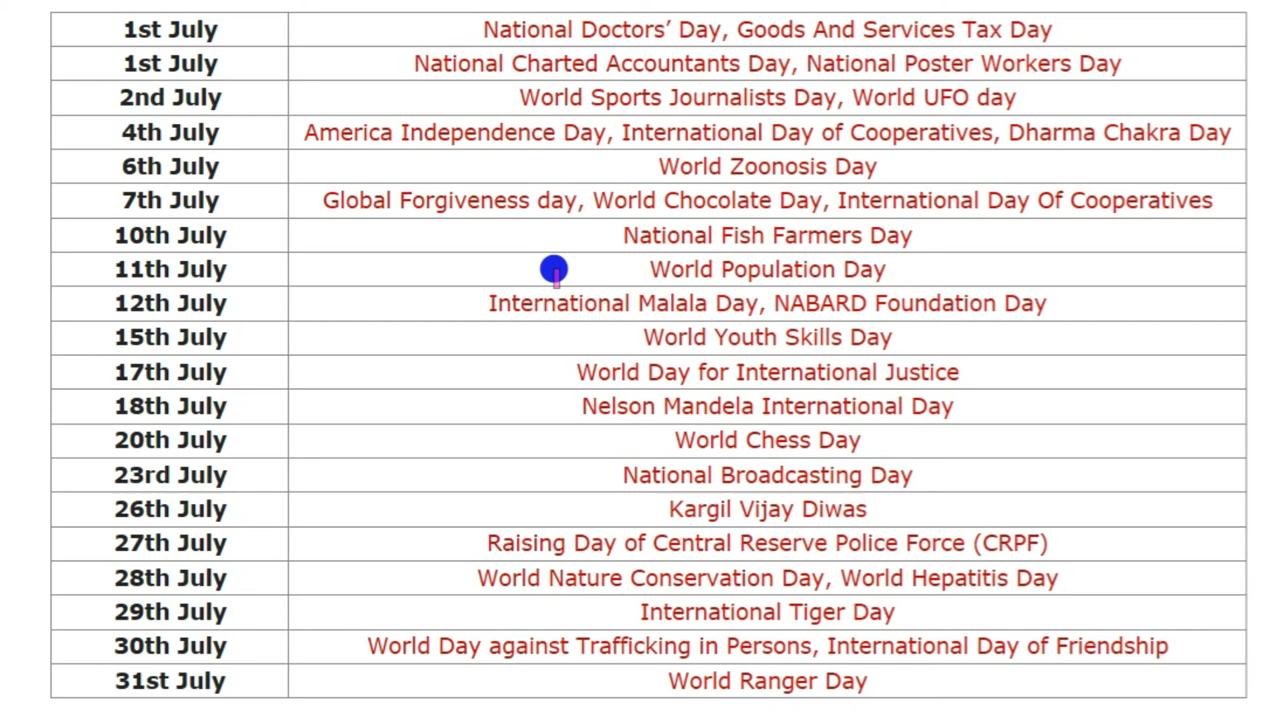 1st July National Doctors’ Day, Goods And Services Tax Day
1st July National Charted Accountants Day, National Poster Workers Day
2nd July World Sports Journalists Day, World UFO day
4th July America Independence Day, International Day of Cooperatives, Dharma Chakra Day
6th July World Zoonosis Day
7th July Global Forgiveness day, World Chocolate Day, International Day Of Cooperatives
10th July National Fish Farmers Day
11th July World Population Day
12th July International Malala Day, NABARD Foundation Day
15th July World Youth Skills Day
17th July World Day for International Justice
18th July Nelson Mandela International Day
20th July World Chess Day
23rd July National Broadcasting Day
26th July Kargil Vijay Diwas
27th July Raising Day of Central Reserve Police Force (CRPF)
28th July World Nature Conservation Day, World Hepatitis Day
29th July International Tiger Day
30th July World Day against Trafficking in Persons, International Day of Friendship
31st July World Ranger Day